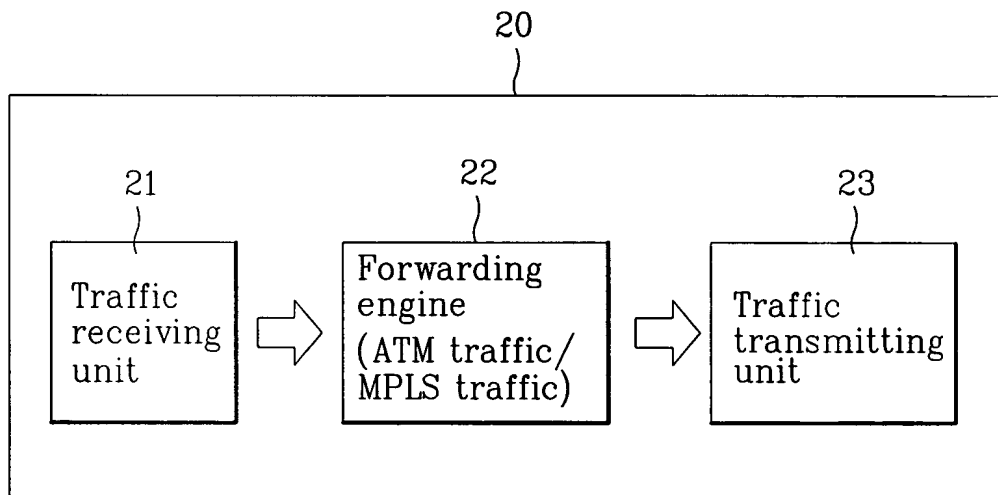 20
21
22
23
Traffic
receiving
unit
Forwarding
engine
(ATM traffic/
MPLS traffic)
Traffic
transmitting
unit